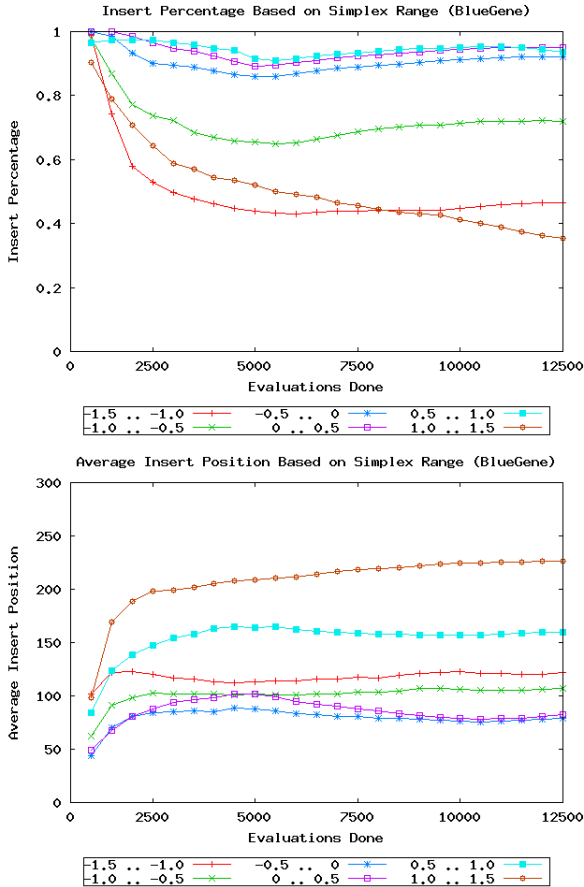 Insert Percentage Based on Simplex Range (BlueGene)
1
0.8
0.6
0.4
0.2
0
Insert Percentage
0 2500 5000 7500 10000 12500
Evaluations Done
-1.5 .. -1.0 -0.5 .. 0 0.5 .. 1.0
-1.0 .. -0.5 0 .. 0.5 1.0 .. 1.5
Average Insert Position Based on Simplex Range (BlueGene)
300
250
200
150
100
50
0
Average Insert Position
0 2500 5000 7500 10000 12500
Evaluations Done
-1.5 .. -1.0 -0.5 .. 0 0.5 .. 1.0
-1.0 .. -0.5 0 .. 0.5 1.0 .. 1.5